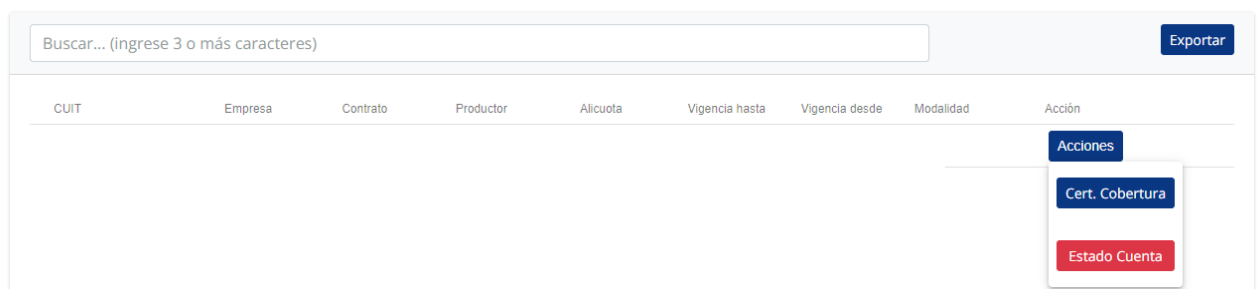 Buscar... (ingrese 3 o más caracteres) Exportar
CUIT Empresa Contrato Productor Alicuota Vigencia hasta Vigencia desde Modalidad Acción
Acciones
Cert. Cobertura
Estado Cuenta